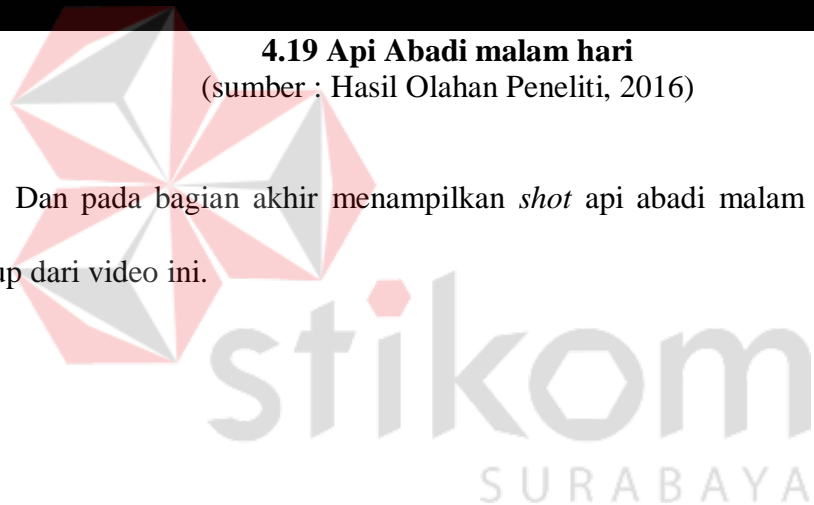 4.19 Api Abadi malam hari
(sumber : Hasil Olahan Peneliti, 2016)
Dan pada bagian akhir menampilkan shot api abadi malam
up dari video ini.
stikom
SURABAYA